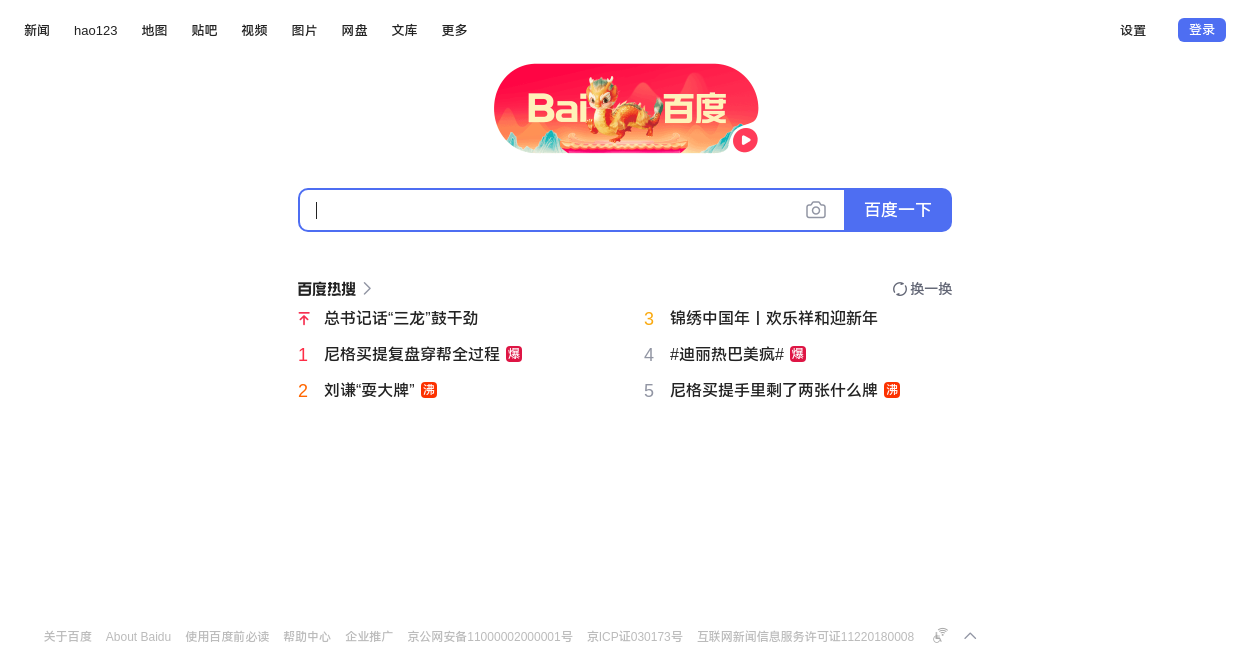 新闻 hao123 地图 贴吧 视频 图片 网盘 文库 更多 设置 登录
Bai 百度
百度一下
百度热搜 换一换
总书记话“三龙”鼓干劲
1 尼格买提复盘穿帮全过程 爆
2 刘谦“耍大牌” 沸
3 锦绣中国年丨欢乐祥和迎新年
4 #迪丽热巴美疯# 爆
5 尼格买提手里剩了两张什么牌 沸
关于百度 About Baidu 使用百度前必读 帮助中心 企业推广 京公网安备11000002000001号 京ICP证030173号 互联网新闻信息服务许可证11220180008